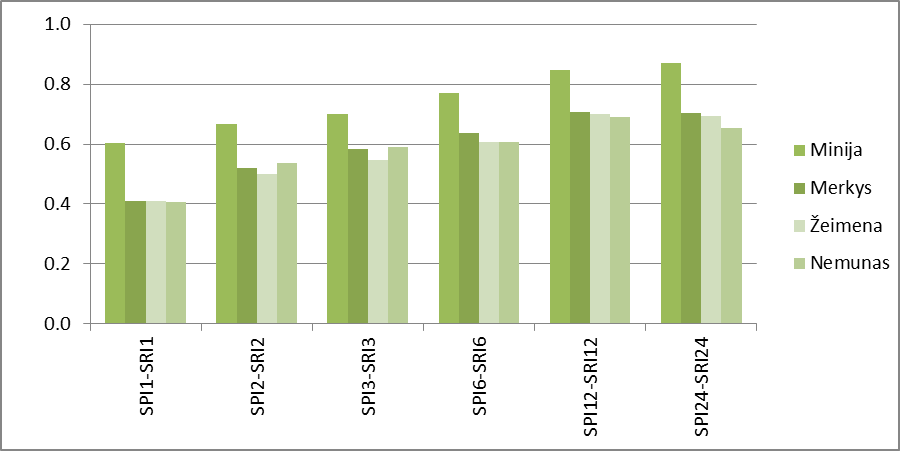 1.0
0.8
0.6
0.4
0.2
0.0
SPI1-SRI1
SPI2-SRI2
SPI3-SRI3
SPI6-SRI6
SPI12-SRI12
SPI24-SRI24
Minija
Merkys
Žeimena
Nemunas